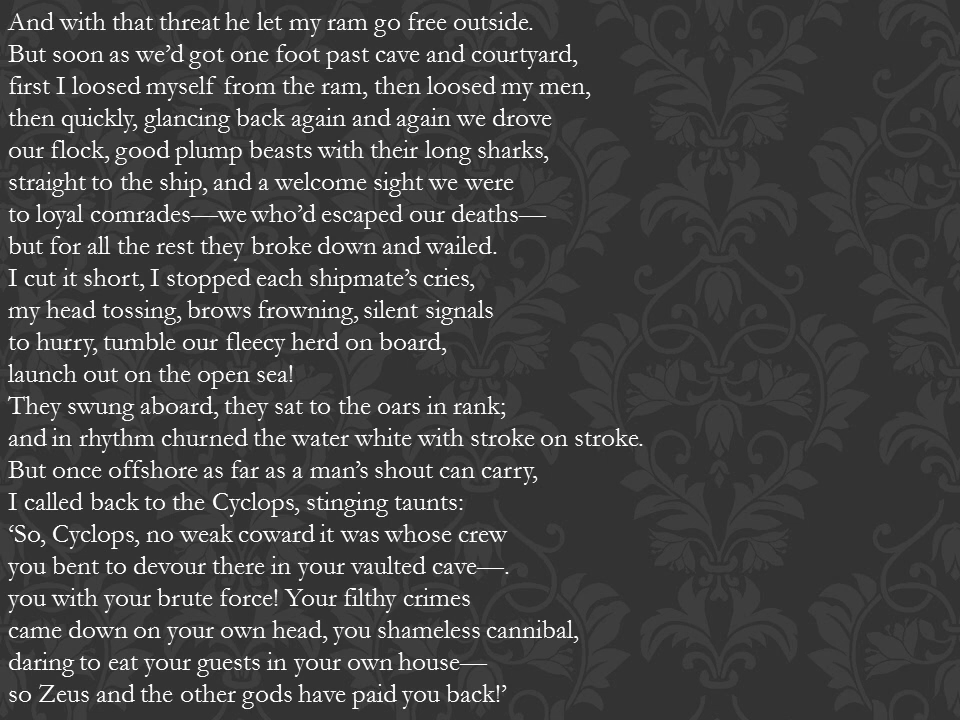 And with that threat he let my ram go free outside.
But soon as we’d got one foot past cave and courtyard,
first I loosed myself from the ram, then loosed my men,
then quickly, glancing back again and again we drove
our flock, good plump beasts with their long sharks,
straight to the ship, and a welcome sight we were
to loyal comrades—we who’d escaped our deaths—
but for all the rest they broke down and wailed.
I cut it short, I stopped each shipmate’s cries,
my head tossing, brows frowning, silent signals
to hurry, tumble our fleecy herd on board,
launch out on the open sea!
They swung aboard, they sat to the oars in rank;
and in rhythm churned the water white with stroke on stroke.
But once offshore as far as a man’s shout can carry,
I called back to the Cyclops, stinging taunts:
‘So, Cyclops, no weak coward it was whose crew
you bent to devour there in your vaulted cave—.
you with your brute force! Your filthy crimes
came down on your own head, you shameless cannibal,
daring to eat your guests in your own house—
so Zeus and the other gods have paid you back!’